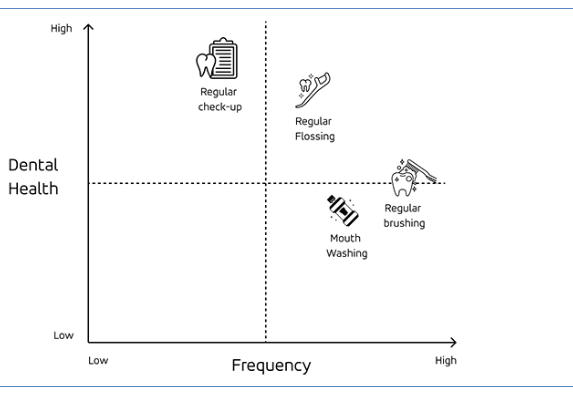 High
Regular
check-up
Regular
Flossing
Dental
Health
Regular
brushing
Mouth
Washing
Low
Low
Frequency
High